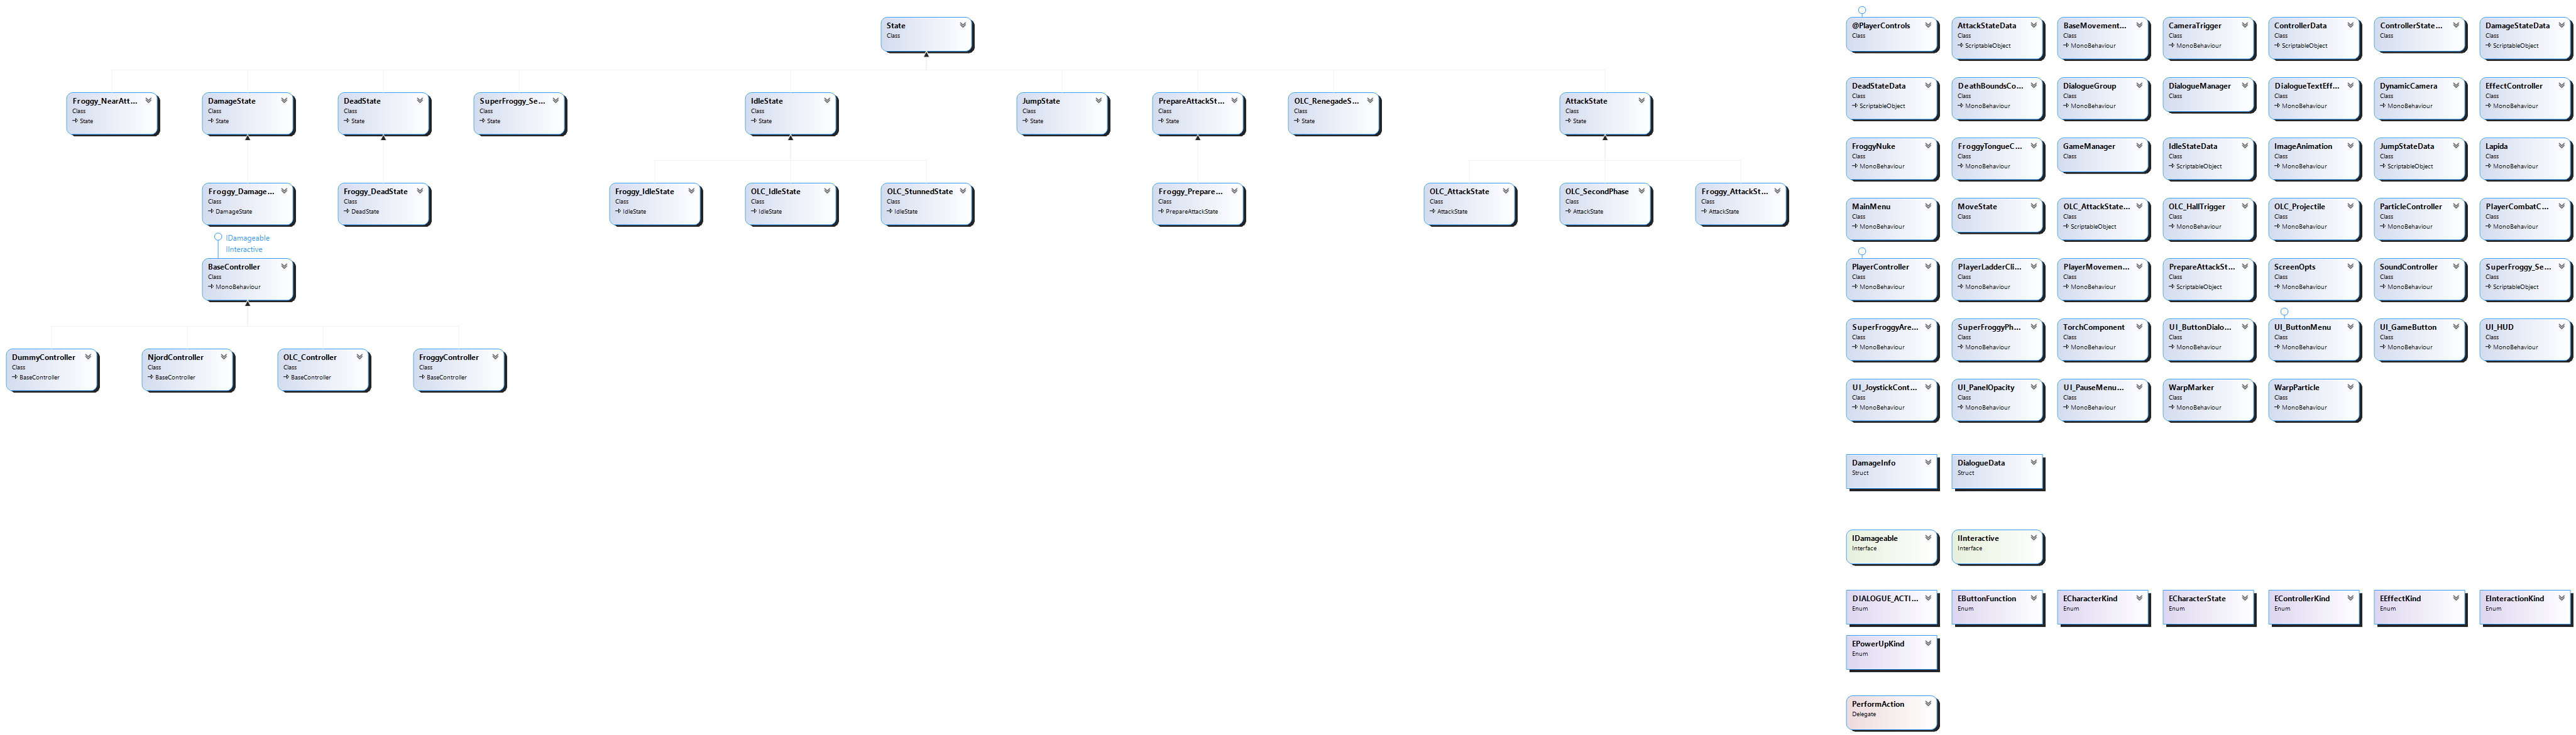 State
Class
Froggy_NearAtt...
Class
State
DamageState
Class
State
DeadState
Class
State
SuperFroggy_Se...
Class
State
IdleState
Class
State
JumpState
Class
State
PrepareAttackSt...
Class
State
OLC_RenegadeS...
Class
State
AttackState
Class
State
Froggy_Damage...
Class
DamageState
Froggy_DeadState
Class
DeadState
Froggy_IdleState
Class
IdleState
OLC_IdleState
Class
IdleState
OLC_StunnedState
Class
IdleState
Froggy_Prepare...
Class
PrepareAttackState
OLC_AttackState
Class
AttackState
OLC_SecondPhase
Class
AttackState
Froggy_AttackSt...
Class
AttackState
IDamageable
IInteractive
BaseController
Class
MonoBehaviour
DummyController
Class
BaseController
NjordController
Class
BaseController
OLC_Controller
Class
BaseController
FroggyController
Class
BaseController
@PlayerControls
Class
AttackStateData
Class
ScriptableObject
BaseMovement...
Class
MonoBehaviour
CameraTrigger
Class
MonoBehaviour
ControllerData
Class
ScriptableObject
ControllerState...
Class
DamageStateData
Class
ScriptableObject
DeadStateData
Class
ScriptableObject
DeathBoundsCo...
Class
MonoBehaviour
DialogueGroup
Class
MonoBehaviour
DialogueManager
Class
DialogueTextEff...
Class
MonoBehaviour
DynamicCamera
Class
MonoBehaviour
EffectController
Class
MonoBehaviour
FroggyNuke
Class
MonoBehaviour
FroggyTongueC...
Class
MonoBehaviour
GameManager
Class
IdleStateData
Class
ScriptableObject
ImageAnimation
Class
MonoBehaviour
JumpStateData
Class
ScriptableObject
Lapida
Class
MonoBehaviour
MainMenu
Class
MonoBehaviour
MoveState
Class
OLC_AttackState...
Class
ScriptableObject
OLC_HallTrigger
Class
MonoBehaviour
OLC_Projectile
Class
MonoBehaviour
ParticleController
Class
MonoBehaviour
PlayerCombatC...
Class
MonoBehaviour
PlayerController
Class
MonoBehaviour
PlayerLadderCli...
Class
MonoBehaviour
PlayerMovemen...
Class
MonoBehaviour
PrepareAttackSt...
Class
ScriptableObject
ScreenOpts
Class
MonoBehaviour
SoundController
Class
MonoBehaviour
SuperFroggy_Se...
Class
ScriptableObject
SuperFroggyAre...
Class
MonoBehaviour
SuperFroggyPh...
Class
MonoBehaviour
TorchComponent
Class
MonoBehaviour
UI_ButtonDialo...
Class
MonoBehaviour
UI_ButtonMenu
Class
MonoBehaviour
UI_GameButton
Class
MonoBehaviour
UI_HUD
Class
MonoBehaviour
UI_JoystickCont...
Class
MonoBehaviour
UI_PanelOpacity
Class
MonoBehaviour
UI_PauseMenu...
Class
MonoBehaviour
WarpMarker
Class
MonoBehaviour
WarpParticle
Class
MonoBehaviour
DamageInfo
Struct
DialogueData
Struct
IDamageable
Interface
IInteractive
Interface
DIALOGUE_ACTI...
Enum
EButtonFunction
Enum
ECharacterKind
Enum
ECharacterState
Enum
EControllerKind
Enum
EEffectKind
Enum
EInteractionKind
Enum
EPowerUpKind
Enum
PerformAction
Delegate